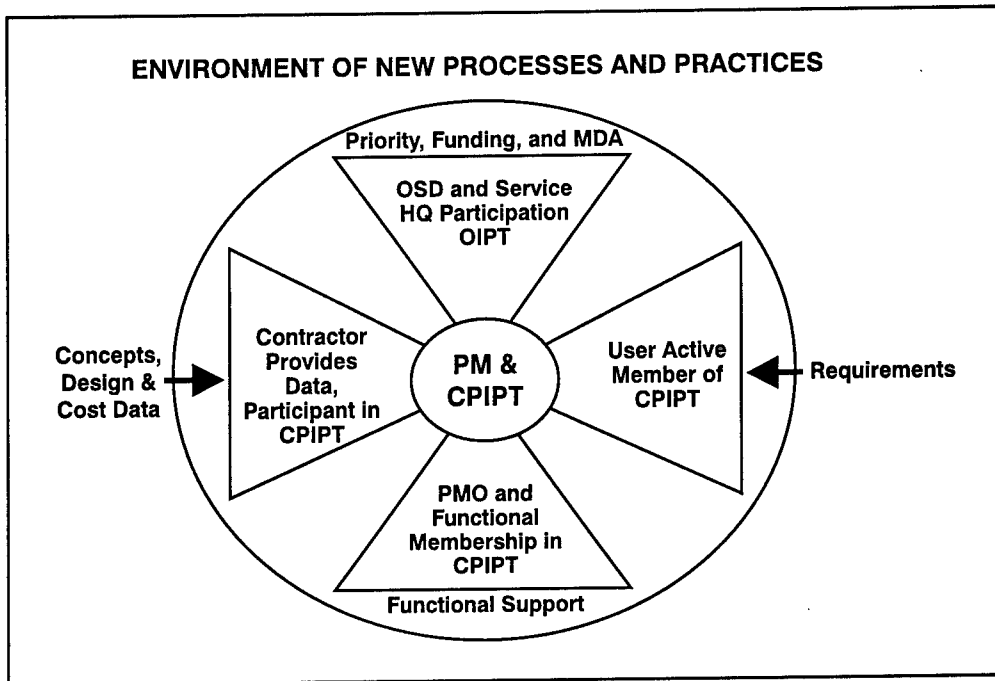 ENVIRONMENT OF NEW PROCESSES AND PRACTICES
Priority, Funding, and MDA
OSD and Service
HQ Participation
OIPT
Concepts,
Design &
Cost Data
Contractor
Provides
Data,
Participant in
CPIPT
PM &
CPIPT
User Active
Member of
CPIPT
Requirements
PMO and
Functional
Membership in
CPIPT
Functional Support